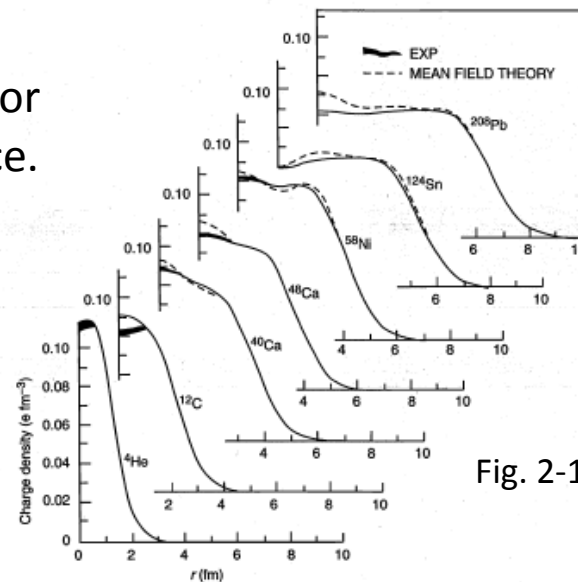 or
ce.
0.10
EXP
MEAN FIELD THEORY
0.10
208Pb
0.10
124Sn
6 8 10
0.10
58Ni
6 8 10
0.10
48Ca
4 6 8 10
0.10
40Ca
4 6 8 10
0.10
12C
4 6 8 10
0.08
0.06
0.04
4He
2 4 6 8 10
0.02
0
0 2 4 6 8 10
r (fm)
Charge density (e fm⁻³)
Fig. 2-1